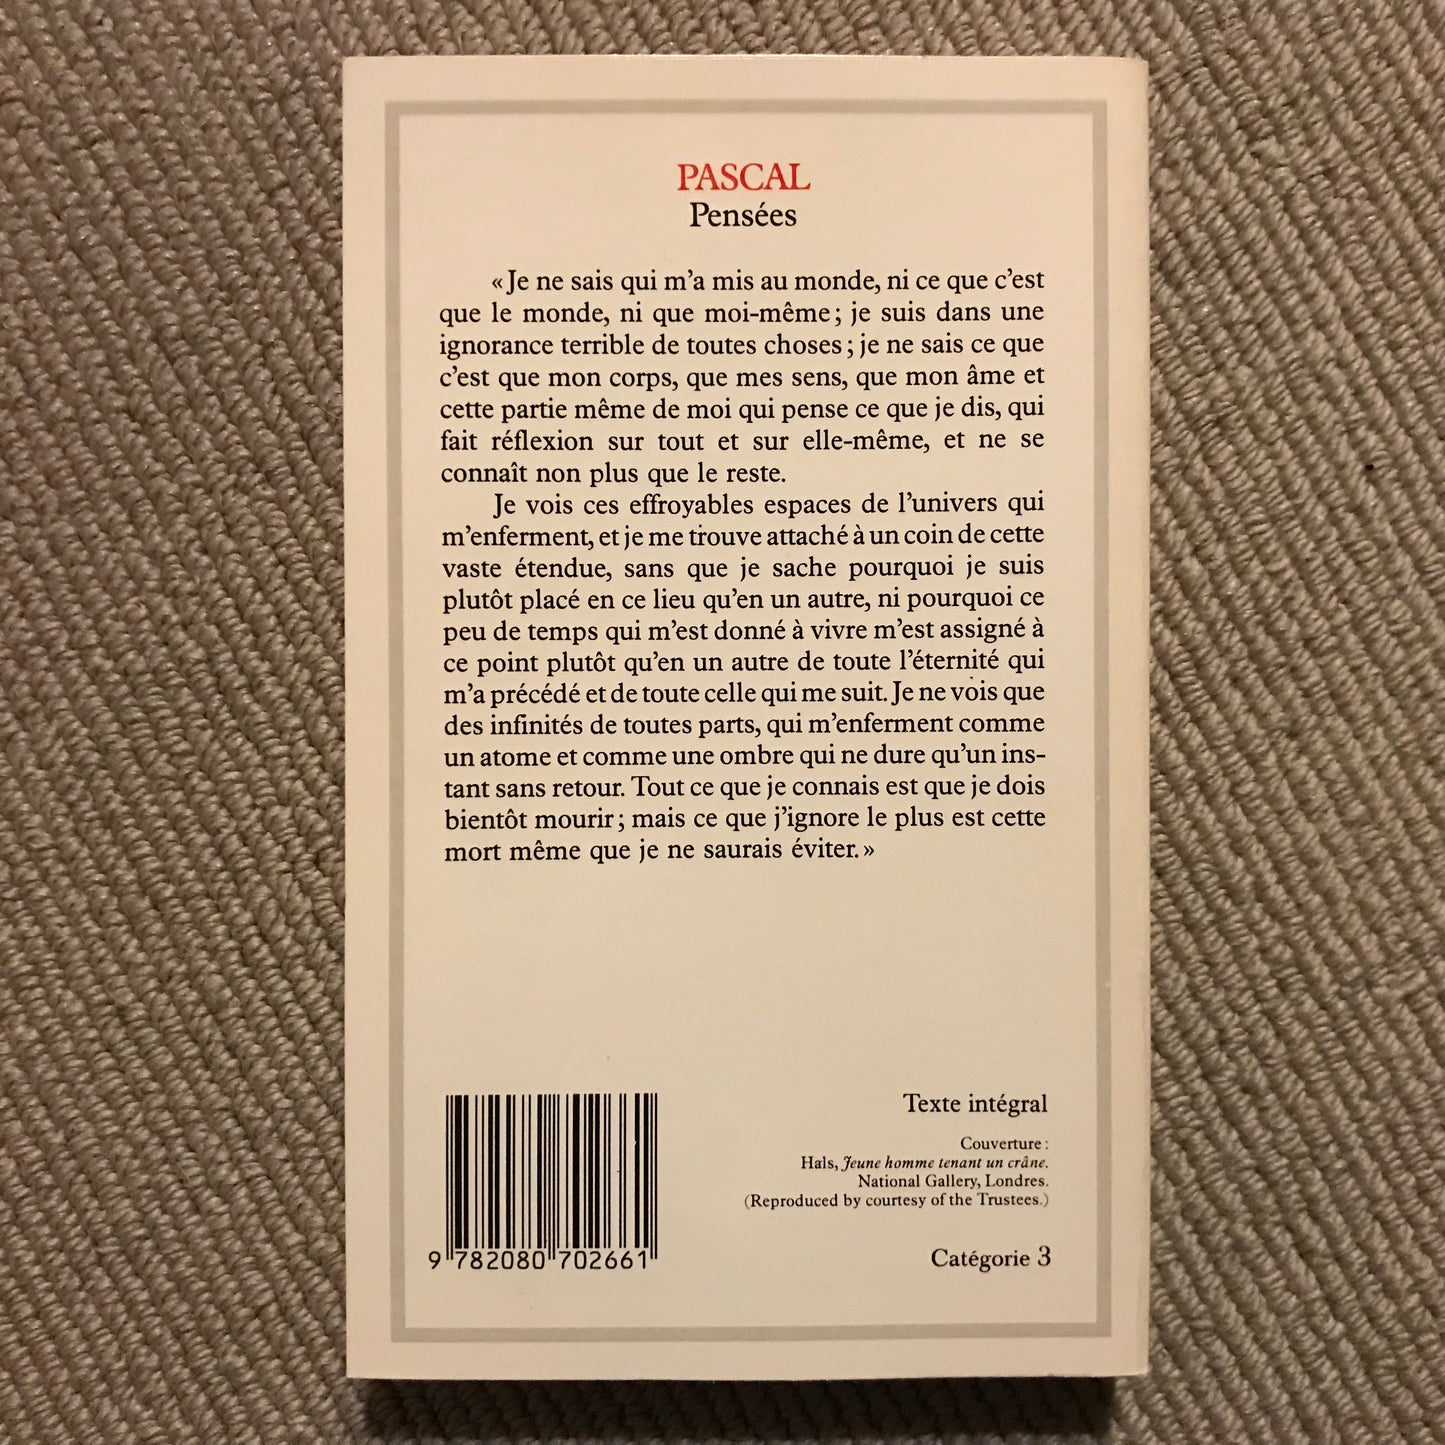 PASCAL
Pensées
« Je ne sais qui m'a mis au monde, ni ce que c'est
que le monde, ni que moi-même ; je suis dans une
ignorance terrible de toutes choses ; je ne sais ce que
c'est que mon corps, que mes sens, que mon âme et
cette partie même de moi qui pense ce que je dis, qui
fait réflexion sur tout et sur elle-même, et ne se
connaît non plus que le reste.
Je vois ces effroyables espaces de l'univers qui
m'enferment, et je me trouve attaché à un coin de cette
vaste étendue, sans que je sache pourquoi je suis
plutôt placé en ce lieu qu'en un autre, ni pourquoi ce
peu de temps qui m'est donné à vivre m'est assigné à
ce point plutôt qu'en un autre de toute l'éternité qui
m'a précédé et de toute celle qui me suit. Je ne vois que
des infinités de toutes parts, qui m'enferment comme
un atome et comme une ombre qui ne dure qu'un ins-
tant sans retour. Tout ce que je connais est que je dois
bientôt mourir ; mais ce que j'ignore le plus est cette
mort même que je ne saurais éviter. »
Texte intégral
Couverture :
Hals, Jeune homme tenant un crâne.
National Gallery, Londres.
(Reproduced by courtesy of the Trustees.)
9 782080 702661
Catégorie 3